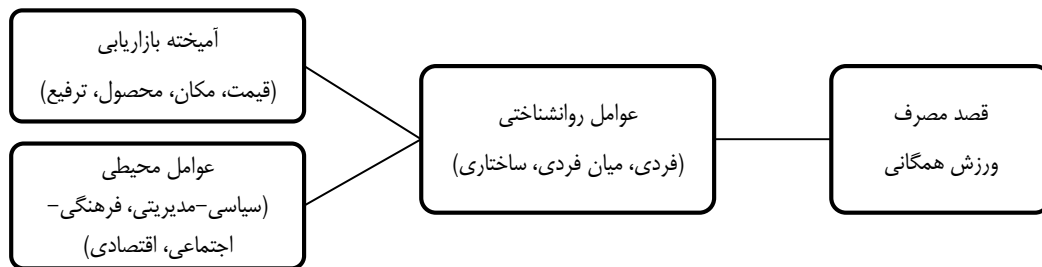 آمیخته بازاریابی
(قیمت، مکان، محصول، ترفیع)
عوامل محیطی
(سیاسی–مدیریتی، فرهنگی–
اجتماعی، اقتصادی)
عوامل روانشناختی
(فردی، میان فردی، ساختاری)
قصد مصرف
ورزش همگانی